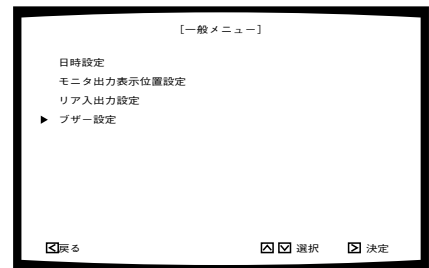 [一般メニュー]
日時設定
モニタ出力表示位置設定
リア入出力設定
▶ ブザー設定
戻る 選択 決定